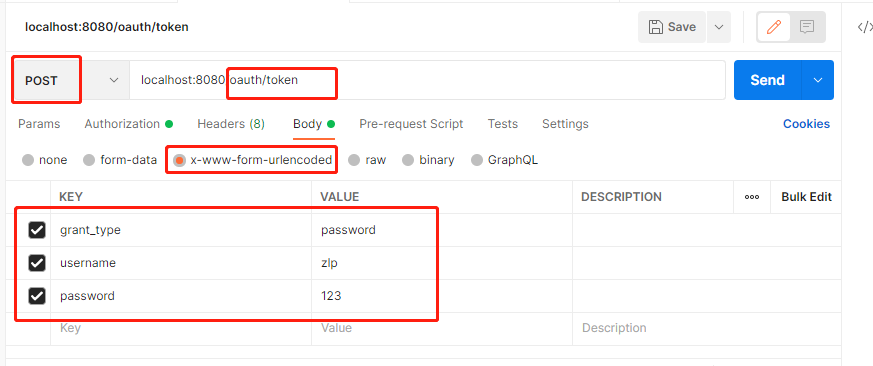 localhost:8080/oauth/token Save </>
POST localhost:8080/oauth/token Send
Params Authorization Headers (8) Body Pre-request Script Tests Settings Cookies
none form-data x-www-form-urlencoded raw binary GraphQL
KEY VALUE DESCRIPTION ooo Bulk Edit
grant_type password
username zlp
password 123
Key Value Description